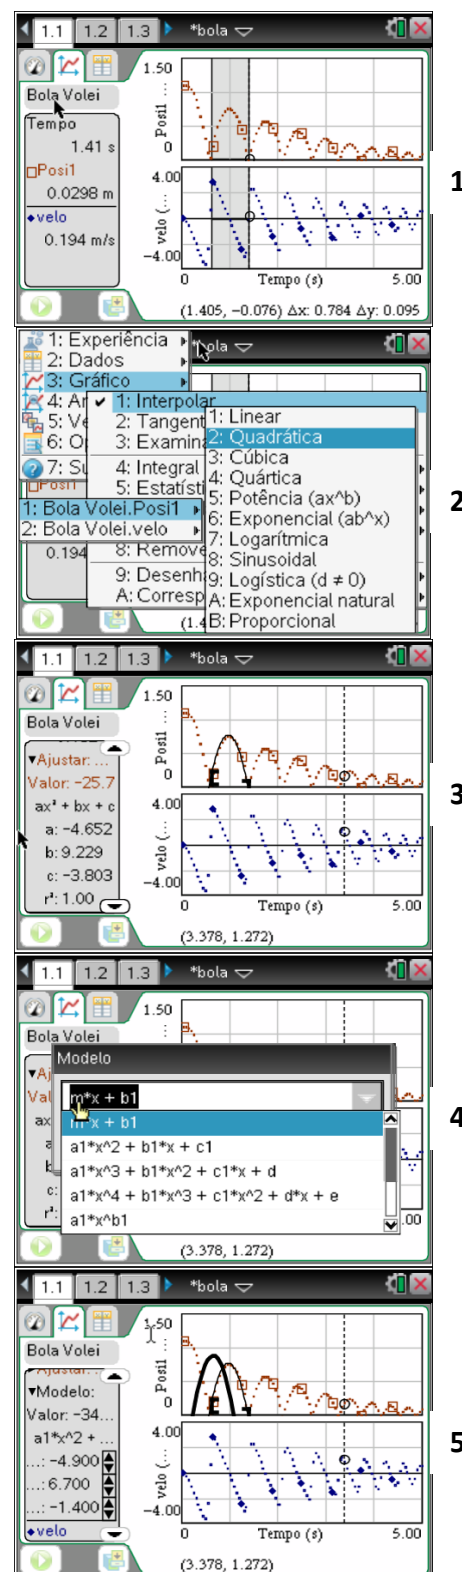 1.1 1.2 1.3 *bola
Bola Volei
Tempo
1.41 s
Posi1
0.0298 m
velo
0.194 m/s
1.50
Posi1 ...
0
4.00
velo (...
-4.00
0 Tempo (s) 5.00
(1.405, -0.076) Δx: 0.784 Δy: 0.095
1
1: Experiência
2: Dados
3: Gráfico
4: An
5: Ve
6: Op
7: Su
*bola
1: Interpolar
2: Tangent
3: Examina
4: Integral
5: Estatísti
8: Remove
9: Desenh
A: Corresp
1: Linear
2: Quadrática
3: Cúbica
4: Quártica
5: Potência (ax^b)
6: Exponencial (ab^x)
7: Logarítmica
8: Sinusoidal
9: Logística (d ≠ 0)
A: Exponencial natural
B: Proporcional
Posi1
1: Bola Volei.Posi1
2: Bola Volei.velo
0.194
(1.4
2
1.1 1.2 1.3 *bola
Bola Volei
▼Ajustar: ...
Valor: -25.7
ax² + bx + c
a: -4.652
b: 9.229
c: -3.803
r²: 1.00
1.50
Posi1 ...
0
4.00
velo (...
-4.00
0 Tempo (s) 5.00
(3.378, 1.272)
3
1.1 1.2 1.3 *bola
Bola Volei
1.50
▼Aj
Val
ax
c:
r²:
Modelo
m*x + b1
m*x + b1
a1*x^2 + b1*x + c1
a1*x^3 + b1*x^2 + c1*x + d
a1*x^4 + b1*x^3 + c1*x^2 + d*x + e
a1*x^b1
.00
(3.378, 1.272)
4
1.1 1.2 1.3 *bola
Bola Volei
Ajustar: ...
▼Modelo:
Valor: -34...
a1*x^2 + ...
...: -4.900
...: 6.700
...: -1.400
velo
1.50
Posi1 ...
0
4.00
velo (...
-4.00
0 Tempo (s) 5.00
(3.378, 1.272)
5